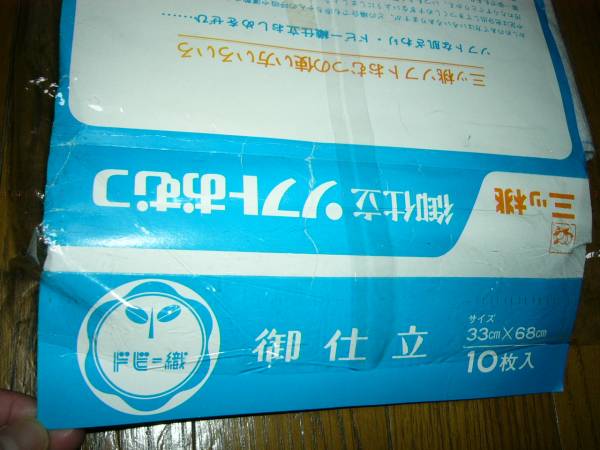 ソフトな肌ざわり・ドビー織仕立おしめをぜひ……
三ッ桃ソフトおむつの使い方いろいろ
三ッ桃
御仕立ソフトおむつ
ドビー織
御仕立
サイズ
33cm×68cm
10枚入